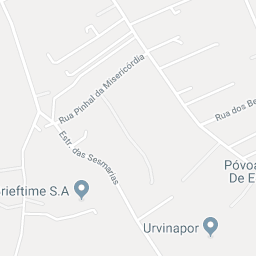 Rua Pinhal da Misericórdia
Rua dos Be
Estr. das Sesmarias
Póvoa
De E
rieftime S.A
Urvinapor